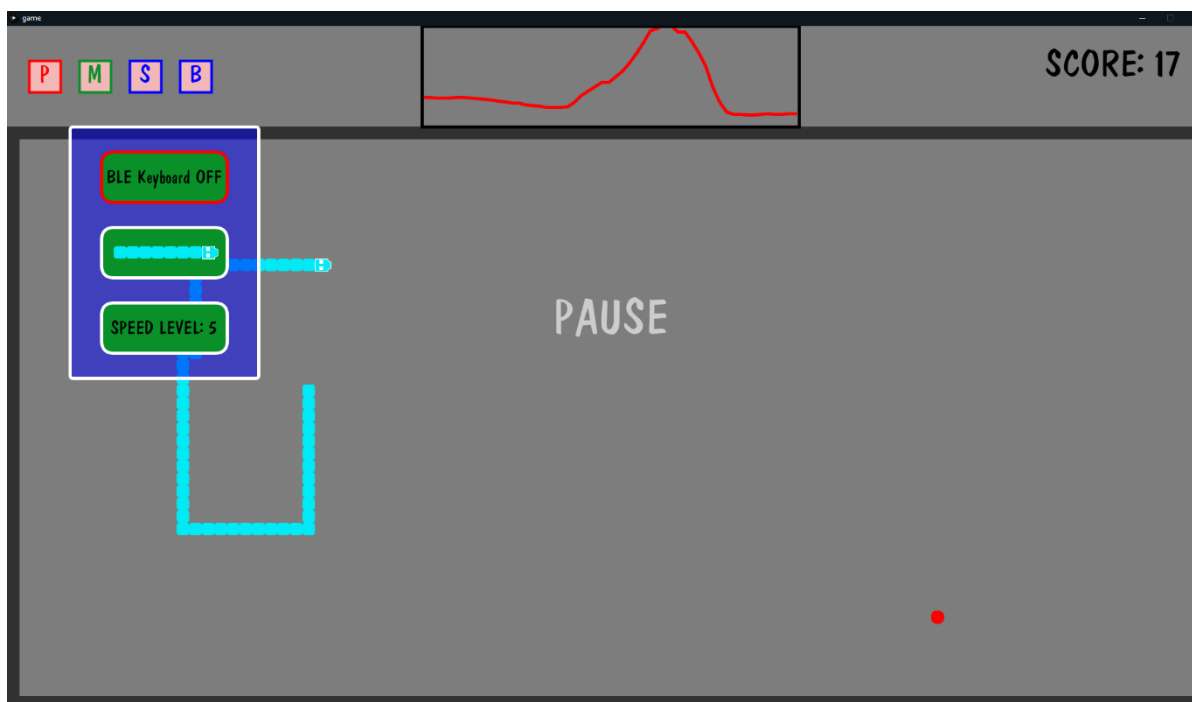 game
P M S B
SCORE: 17
BLE Keyboard OFF
SPEED LEVEL: 5
PAUSE